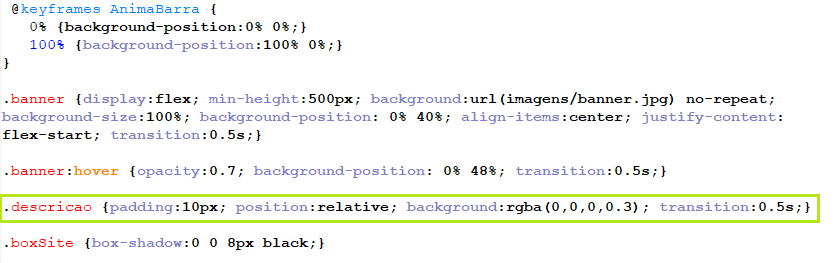 @keyframes AnimaBarra {
0% {background-position:0% 0%;}
100% {background-position:100% 0%;}
}
.banner {display:flex; min-height:500px; background:url(imagens/banner.jpg) no-repeat;
background-size:100%; background-position: 0% 40%; align-items:center; justify-content:
flex-start; transition:0.5s;}
.banner:hover {opacity:0.7; background-position: 0% 48%; transition:0.5s;}
.descricao {padding:10px; position:relative; background:rgba(0,0,0,0.3); transition:0.5s;}
.boxSite {box-shadow:0 0 8px black;}